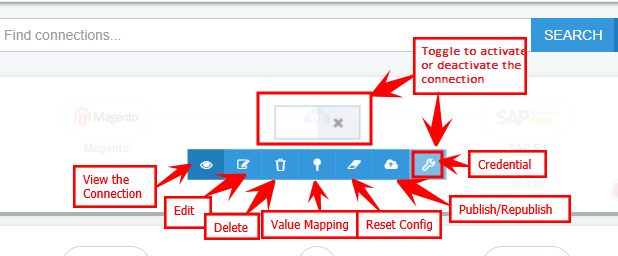 Find connections...
SEARCH
Toggle to activate
or deactivate the
connection
Magento
SAP
One
Magento
View the
Connection
Edit
Delete
Value Mapping
Reset Config
Publish/Republish
Credential